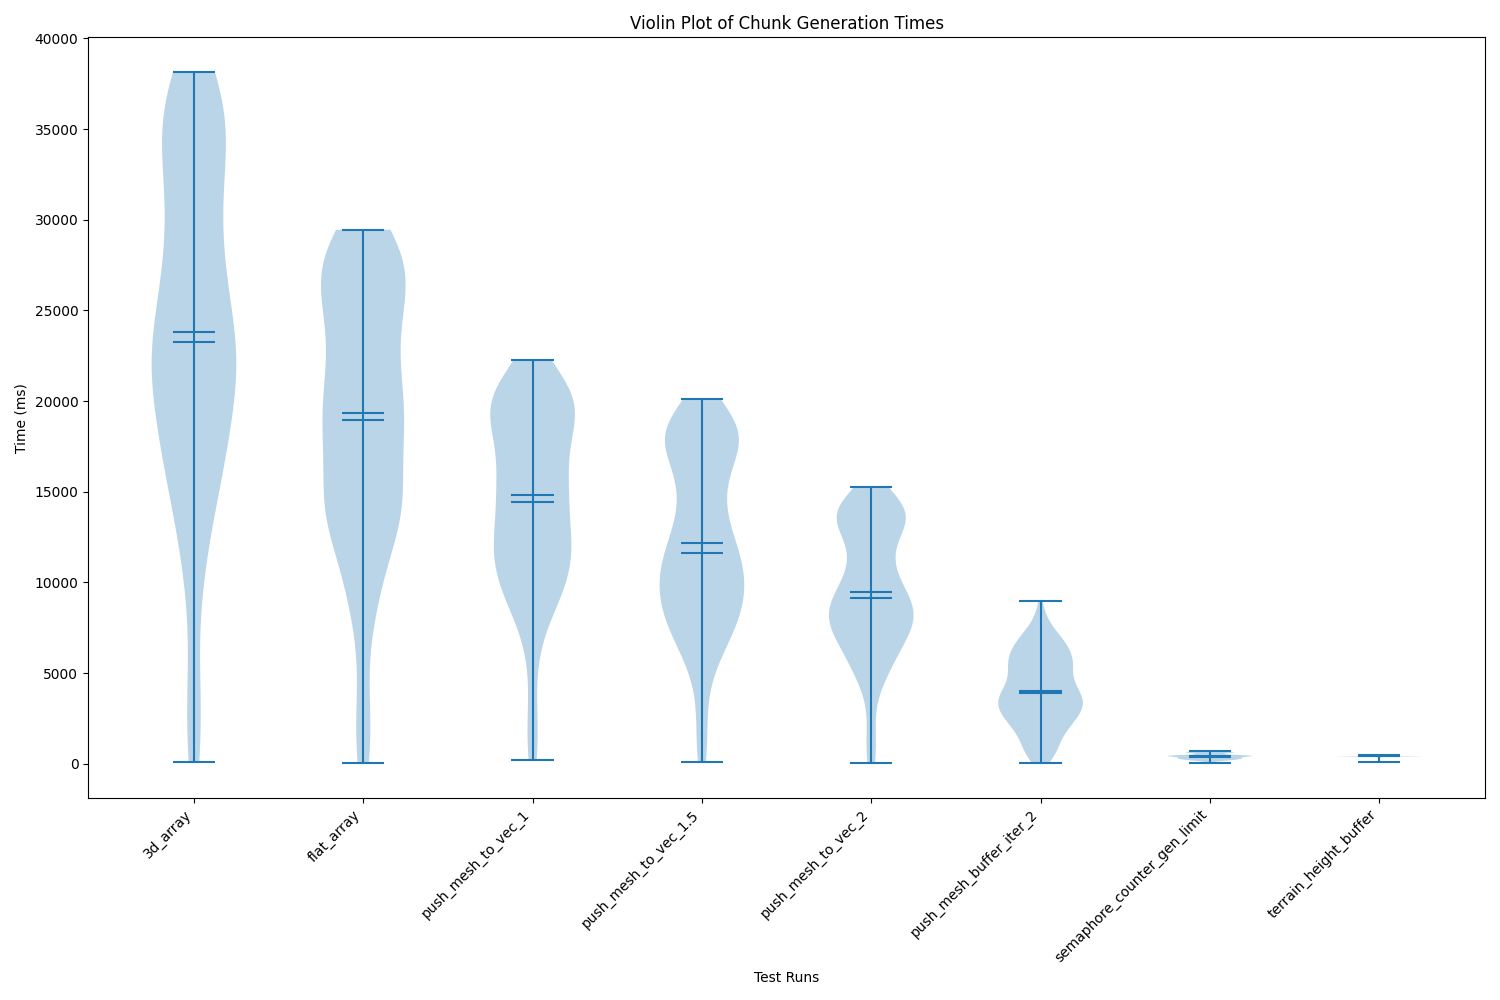 Violin Plot of Chunk Generation Times
40000
35000
30000
25000
20000
15000
10000
5000
0
Time (ms)
3d_array
flat_array
push_mesh_to_vec_1
push_mesh_to_vec_1.5
push_mesh_to_vec_2
push_mesh_buffer_iter_2
semaphore_counter_gen_limit
terrain_height_buffer
Test Runs